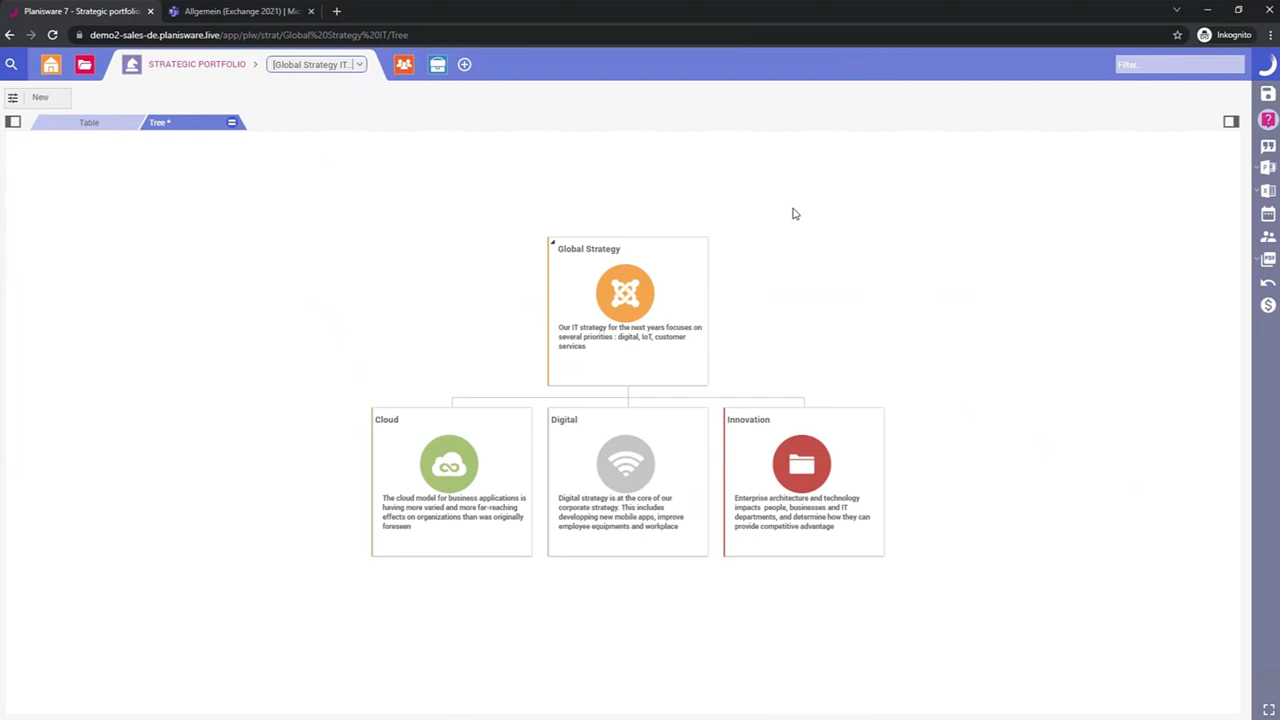 Planisware 7 - Strategic portfolio
Allgemein (Exchange 2021) | Mic
demo2-sales-de.planisware.live/app/plw/strat/Global%20Strategy%20IT/Tree
Inkognito
STRATEGIC PORTFOLIO
[Global Strategy IT..]
Filter..
New
Table
Tree *
Global Strategy
Our IT strategy for the next years focuses on
several priorities : digital, IoT, customer
services
Cloud
The cloud model for business applications is
having more varied and more far-reaching
effects on organizations than was originally
foreseen
Digital
Digital strategy is at the core of our
corporate strategy. This includes
developping new mobile apps, improve
employee equipments and workplace
Innovation
Enterprise architecture and technology
impacts people, businesses and IT
departments, and determine how they can
provide competitive advantage